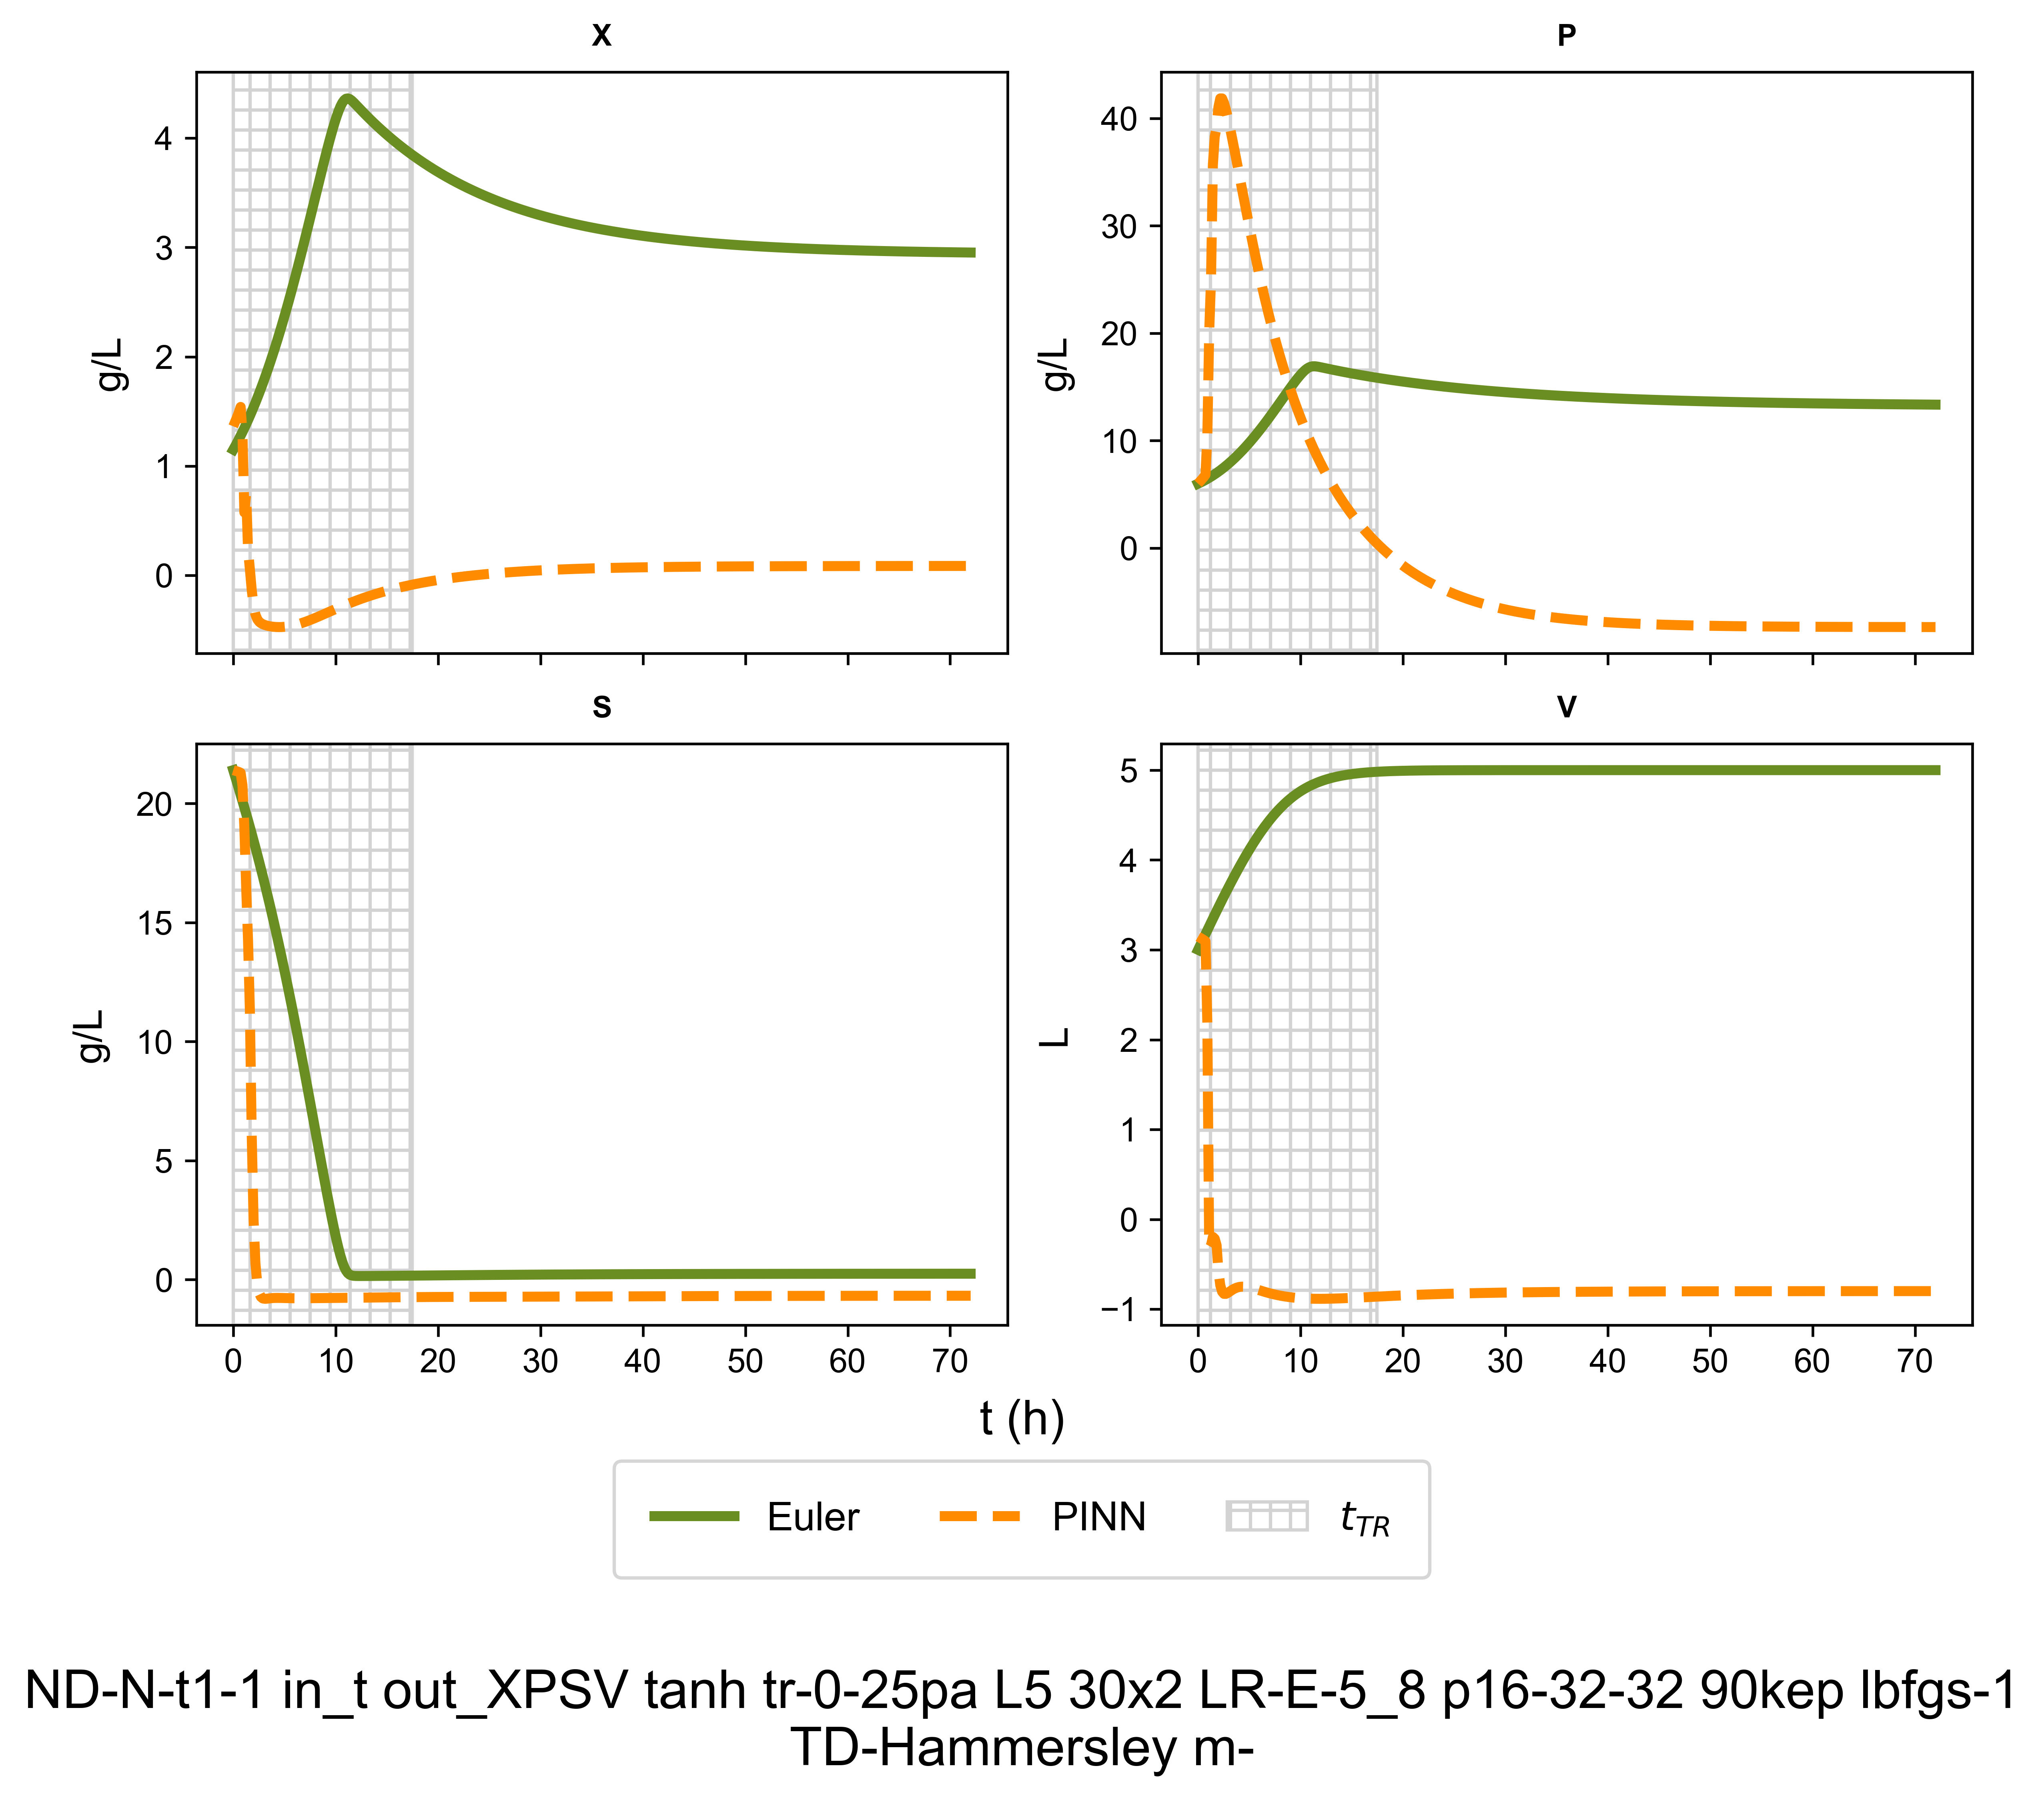 X
P
4
3
2
1
0
g/L
40
30
20
10
0
g/L
S
V
20
15
10
5
0
g/L
5
4
3
2
1
0
−1
L
0 10 20 30 40 50 60 70
0 10 20 30 40 50 60 70
t (h)
Euler PINN t_TR
ND-N-t1-1 in_t out_XPSV tanh tr-0-25pa L5 30x2 LR-E-5_8 p16-32-32 90kep lbfgs-1
TD-Hammersley m-